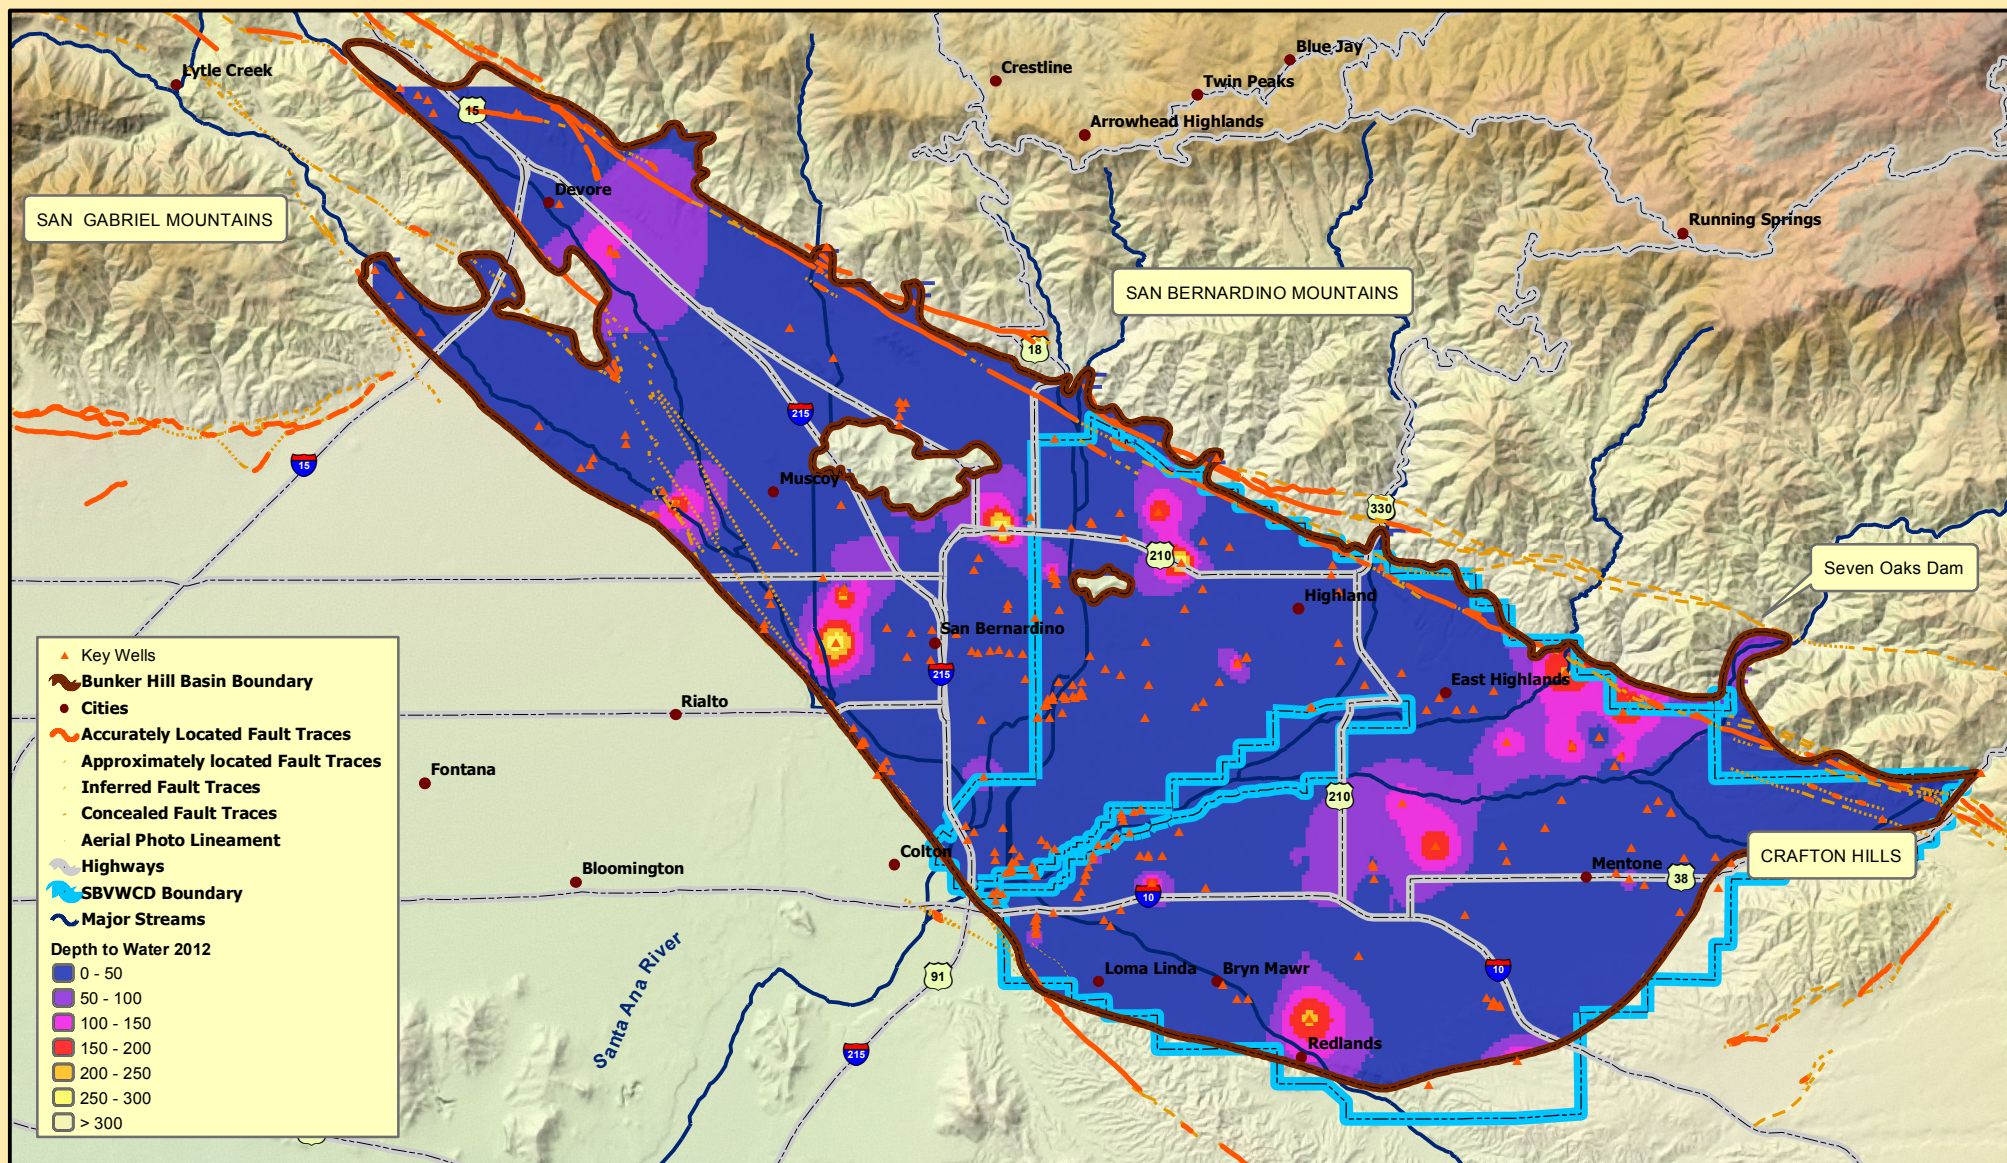 Blue Jay
Crestline
Lytle Creek
Twin Peaks
15
Arrowhead Highlands
Devore
SAN GABRIEL MOUNTAINS
Running Springs
SAN BERNARDINO MOUNTAINS
18
215
15
Muscoy
330
210
Seven Oaks Dam
Highland
San Bernardino
215
East Highlands
Rialto
Fontana
210
Colton
Bloomington
Mentone
38
CRAFTON HILLS
10
Loma Linda
Bryn Mawr
10
91
Santa Ana River
215
Redlands
Key Wells
Bunker Hill Basin Boundary
Cities
Accurately Located Fault Traces
Approximately located Fault Traces
Inferred Fault Traces
Concealed Fault Traces
Aerial Photo Lineament
Highways
SBVWCD Boundary
Major Streams
Depth to Water 2012
0 - 50
50 - 100
100 - 150
150 - 200
200 - 250
250 - 300
> 300